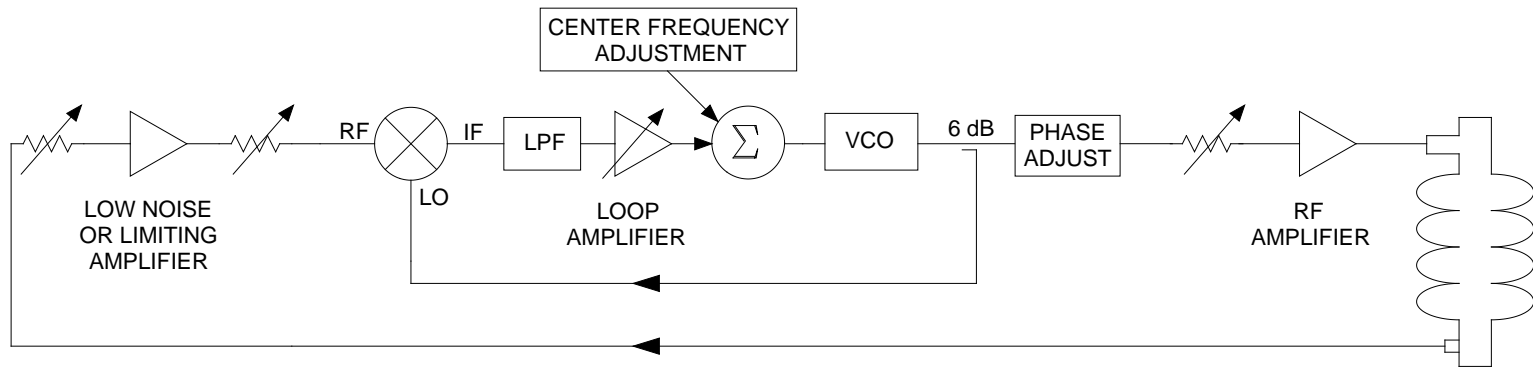 CENTER FREQUENCY
ADJUSTMENT
RF
IF
LPF
Σ
VCO
6 dB
PHASE
ADJUST
LO
LOW NOISE
OR LIMITING
AMPLIFIER
LOOP
AMPLIFIER
RF
AMPLIFIER